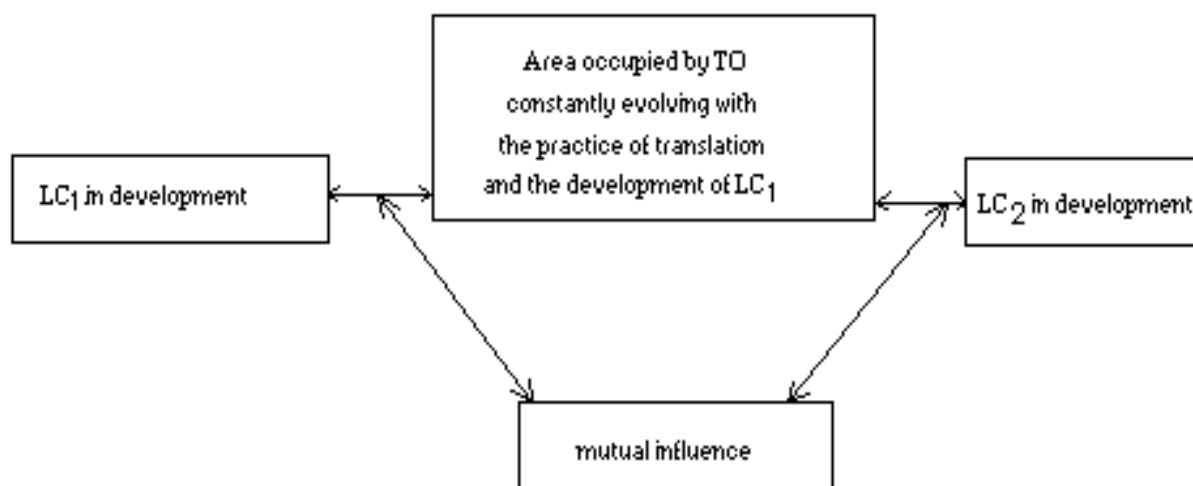 Area occupied by TO
constantly evolving with
the practice of translation
and the development of LC₁
LC₁ in development
LC₂ in development
mutual influence